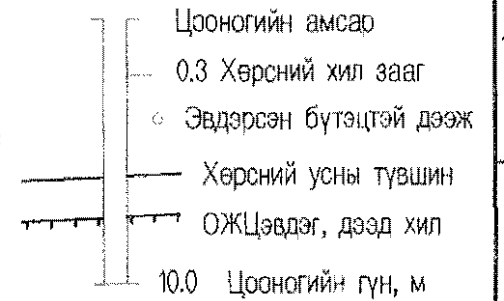 Цооногийн амсар
0.3 Хөрсний хил зааг
Эвдэрсэн бүтэцтэй дээж
Хөрсний усны түвшин
ОЖЦэвдэг, дээд хил
10.0 Цооногийн гүн, м